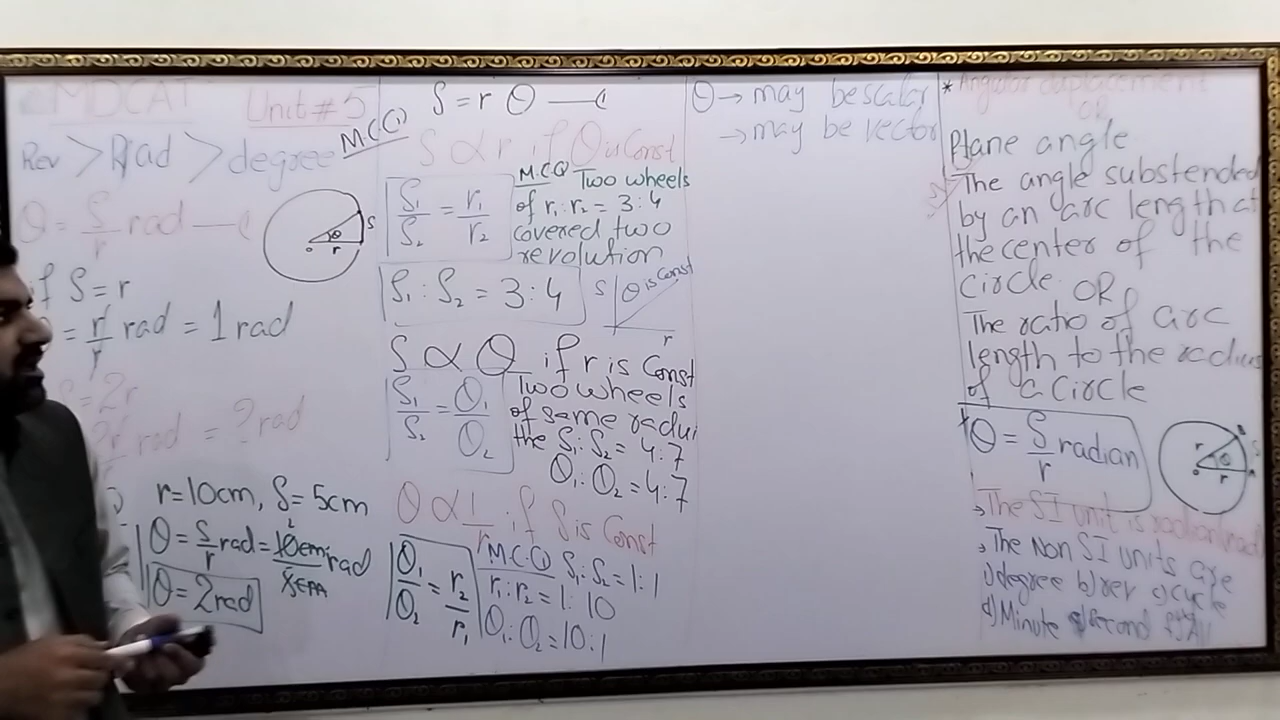 MDCAT Unit # 5
Rev > Rad > degree
θ = S/r rad — (
if S = r
= r/r rad = 1 rad
S = 2r
2r/r rad = 2 rad
r = 10cm, S = 5cm
θ = S/r rad = 10cm/5cm rad
θ = 2 rad
θ
r
S
o
M.C.Q
S = r θ — (
S ∝ r if θ is Const
S₁/S₂ = r₁/r₂
M.C.Q Two wheels
of r₁ : r₂ = 3 : 4
covered two
revolution
S₁ : S₂ = 3 : 4
S
θ is Const
r
S ∝ θ if r is Const
S₁/S₂ = θ₁/θ₂
Two wheels
of same radui
the S₁ : S₂ = 4 : 7
θ₁ : θ₂ = 4 : 7
θ ∝ 1/r if S is Const
θ₁/θ₂ = r₂/r₁
M.C.Q S₁ : S₂ = 1 : 1
r₁ : r₂ = 1 : 10
θ₁ : θ₂ = 10 : 1
θ → may be scalar
→ may be vector
* Angular displacement
OR
Plane angle
The angle substended
by an arc length at
the center of the
circle OR
The ratio of arc
length to the radius
of a Circle
* θ = S/r radian
r
θ
S
o
r
A
→ The SI unit is radian (rad)
→ The Non SI units are
a) degree b) rev c) Cycle
d) Minute e) Second f) All